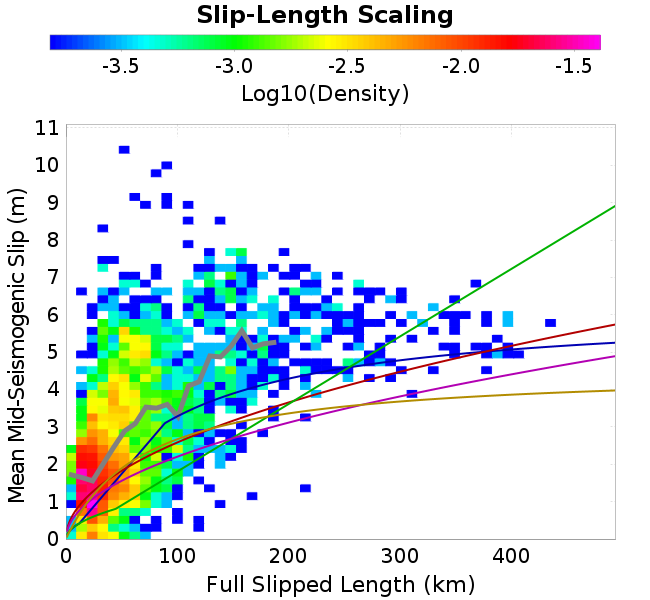 Slip-Length Scaling
-3.5 -3.0 -2.5 -2.0 -1.5
Log10(Density)
11
10
9
8
7
6
5
4
3
2
1
0
Mean Mid-Seismogenic Slip (m)
0 100 200 300 400
Full Slipped Length (km)